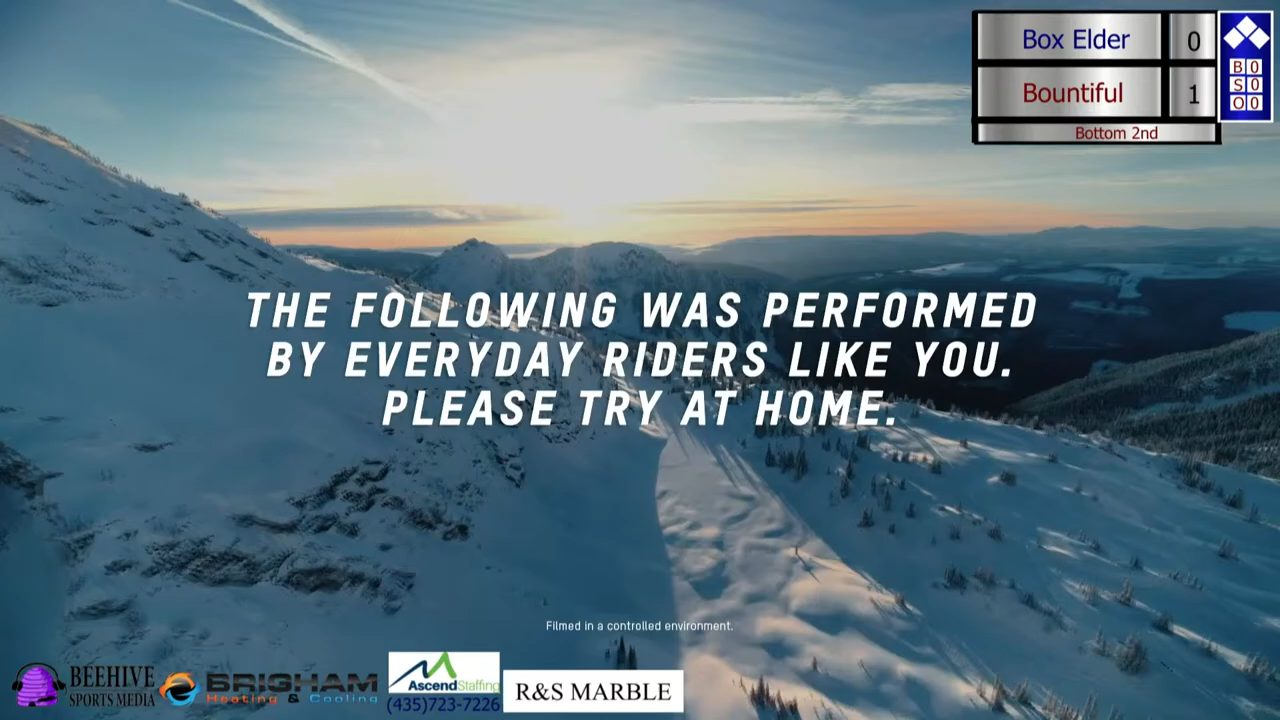 Box Elder 0
Bountiful 1
Bottom 2nd
B 0
S 0
O 0
THE FOLLOWING WAS PERFORMED
BY EVERYDAY RIDERS LIKE YOU.
PLEASE TRY AT HOME.
Filmed in a controlled environment.
BEEHIVE
SPORTS MEDIA
BRIGHAM
Heating & Cooling
AscendStaffing
(435)723-7226
R&S MARBLE